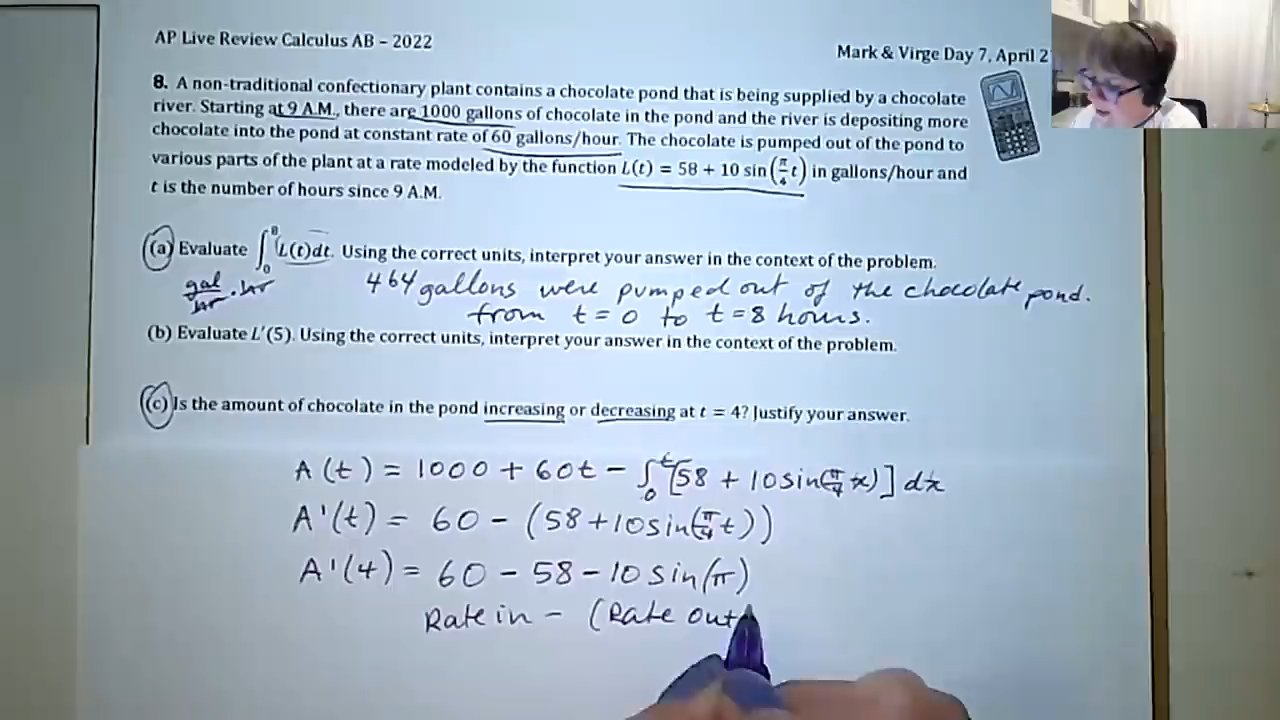 AP Live Review Calculus AB – 2022
Mark & Virge Day 7, April 2
8. A non-traditional confectionary plant contains a chocolate pond that is being supplied by a chocolate
river. Starting at 9 A.M., there are 1000 gallons of chocolate in the pond and the river is depositing more
chocolate into the pond at constant rate of 60 gallons/hour. The chocolate is pumped out of the pond to
various parts of the plant at a rate modeled by the function L(t) = 58 + 10 sin(π/4 t) in gallons/hour and
t is the number of hours since 9 A.M.
(a) Evaluate ∫₀⁸ L(t)dt. Using the correct units, interpret your answer in the context of the problem.
gal/hr · hr
464 gallons were pumped out of the chocolate pond.
from t = 0 to t = 8 hours.
(b) Evaluate L′(5). Using the correct units, interpret your answer in the context of the problem.
(c) Is the amount of chocolate in the pond increasing or decreasing at t = 4? Justify your answer.
A(t) = 1000 + 60t − ∫₀ᵗ [58 + 10sin(π/4 x)] dx
A'(t) = 60 − (58 + 10sin(π/4 t))
A'(4) = 60 − 58 − 10 sin(π)
Rate in − (Rate out